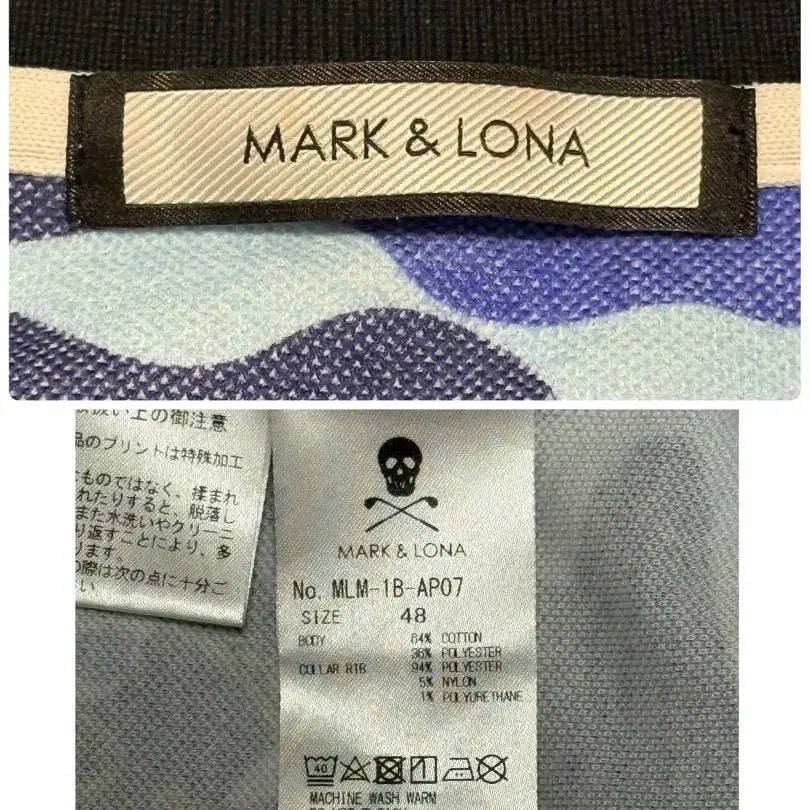 MARK & LONA
扱い上の御注意
品のプリントは特殊加工
ものではなく、揉まれ
れたりすると、脱落し
また水洗いやクリーニ
り返すことにより、多
ります。
の際は次の点に十分ご
い
MARK & LONA
No. MLM-1B-AP07
SIZE 48
BODY 64% COTTON
36% POLYESTER
COLLAR RIB 94% POLYESTER
5% NYLON
1% POLYURETHANE
40
MACHINE WASH WARM